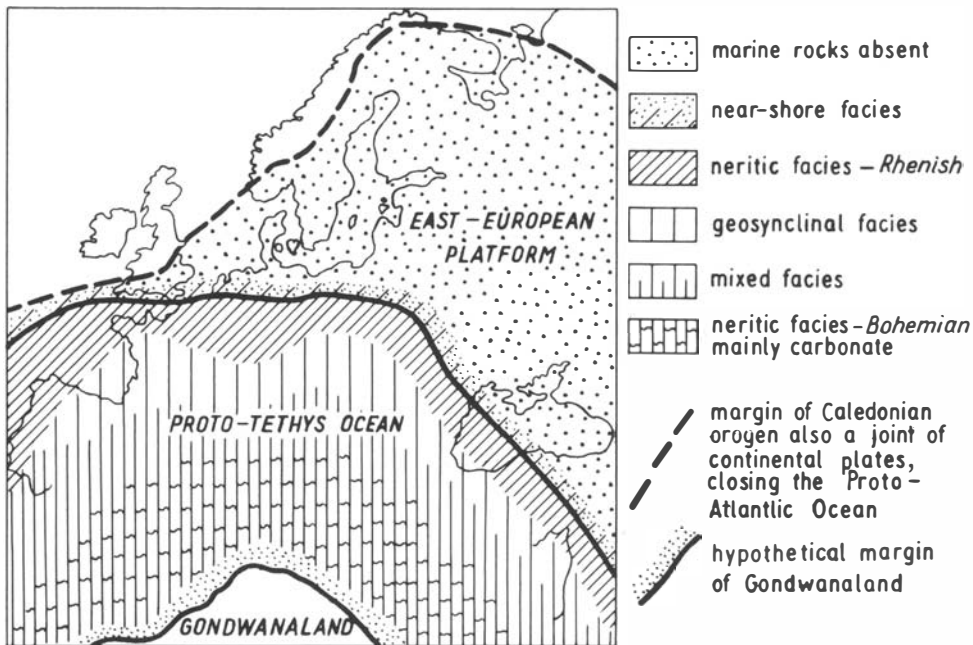 EAST-EUROPEAN
PLATFORM
PROTO-TETHYS OCEAN
GONDWANALAND
marine rocks absent
near-shore facies
neritic facies – Rhenish
geosynclinal facies
mixed facies
neritic facies – Bohemian
mainly carbonate
margin of Caledonian
orogen also a joint of
continental plates,
closing the Proto-
Atlantic Ocean
hypothetical margin
of Gondwanaland